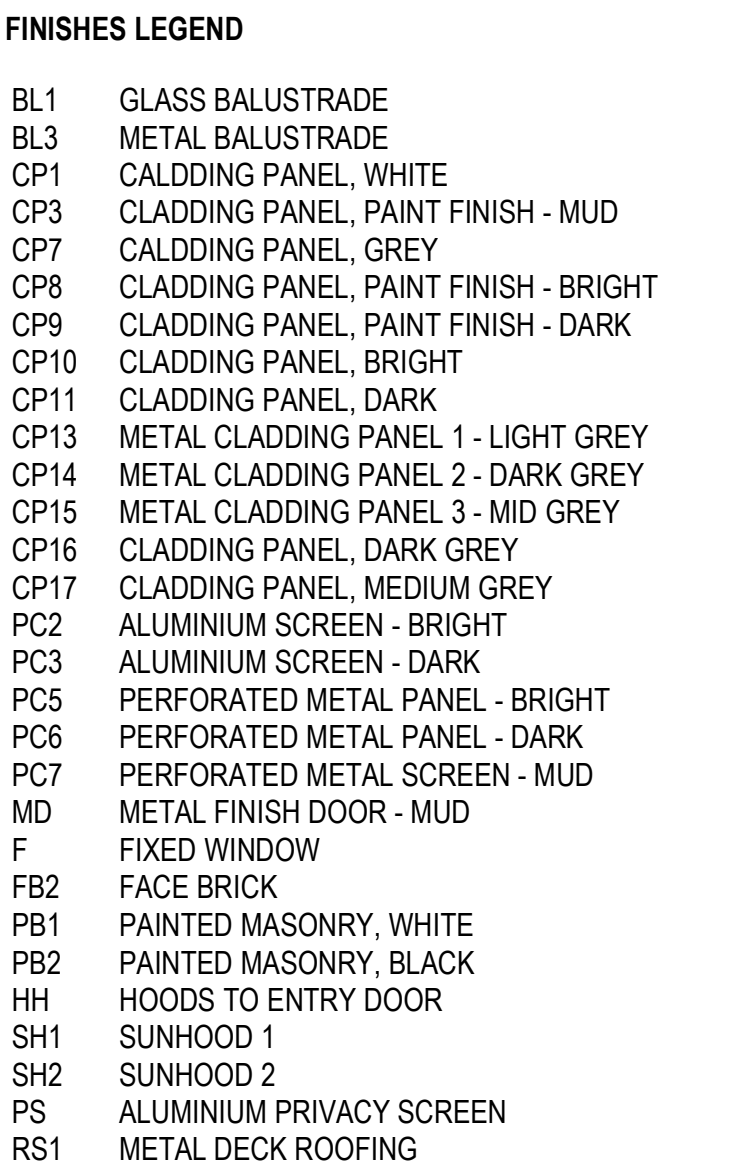 FINISHES LEGEND
BL1 GLASS BALUSTRADE
BL3 METAL BALUSTRADE
CP1 CALDDING PANEL, WHITE
CP3 CLADDING PANEL, PAINT FINISH - MUD
CP7 CALDDING PANEL, GREY
CP8 CLADDING PANEL, PAINT FINISH - BRIGHT
CP9 CLADDING PANEL, PAINT FINISH - DARK
CP10 CLADDING PANEL, BRIGHT
CP11 CLADDING PANEL, DARK
CP13 METAL CLADDING PANEL 1 - LIGHT GREY
CP14 METAL CLADDING PANEL 2 - DARK GREY
CP15 METAL CLADDING PANEL 3 - MID GREY
CP16 CLADDING PANEL, DARK GREY
CP17 CLADDING PANEL, MEDIUM GREY
PC2 ALUMINIUM SCREEN - BRIGHT
PC3 ALUMINIUM SCREEN - DARK
PC5 PERFORATED METAL PANEL - BRIGHT
PC6 PERFORATED METAL PANEL - DARK
PC7 PERFORATED METAL SCREEN - MUD
MD METAL FINISH DOOR - MUD
F FIXED WINDOW
FB2 FACE BRICK
PB1 PAINTED MASONRY, WHITE
PB2 PAINTED MASONRY, BLACK
HH HOODS TO ENTRY DOOR
SH1 SUNHOOD 1
SH2 SUNHOOD 2
PS ALUMINIUM PRIVACY SCREEN
RS1 METAL DECK ROOFING